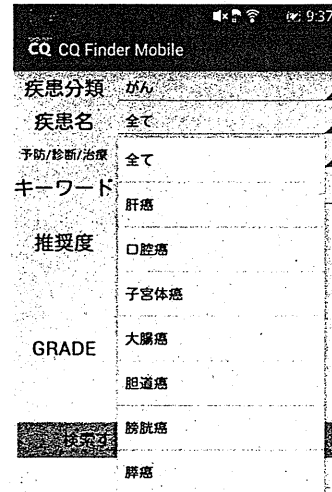 9:37
CQ CQ Finder Mobile
疾患分類 がん
疾患名 全て
予防/診断/治療
キーワード
推奨度
GRADE
検索す
全て
肝癌
口腔癌
子宮体癌
大腸癌
胆道癌
膀胱癌
膵癌